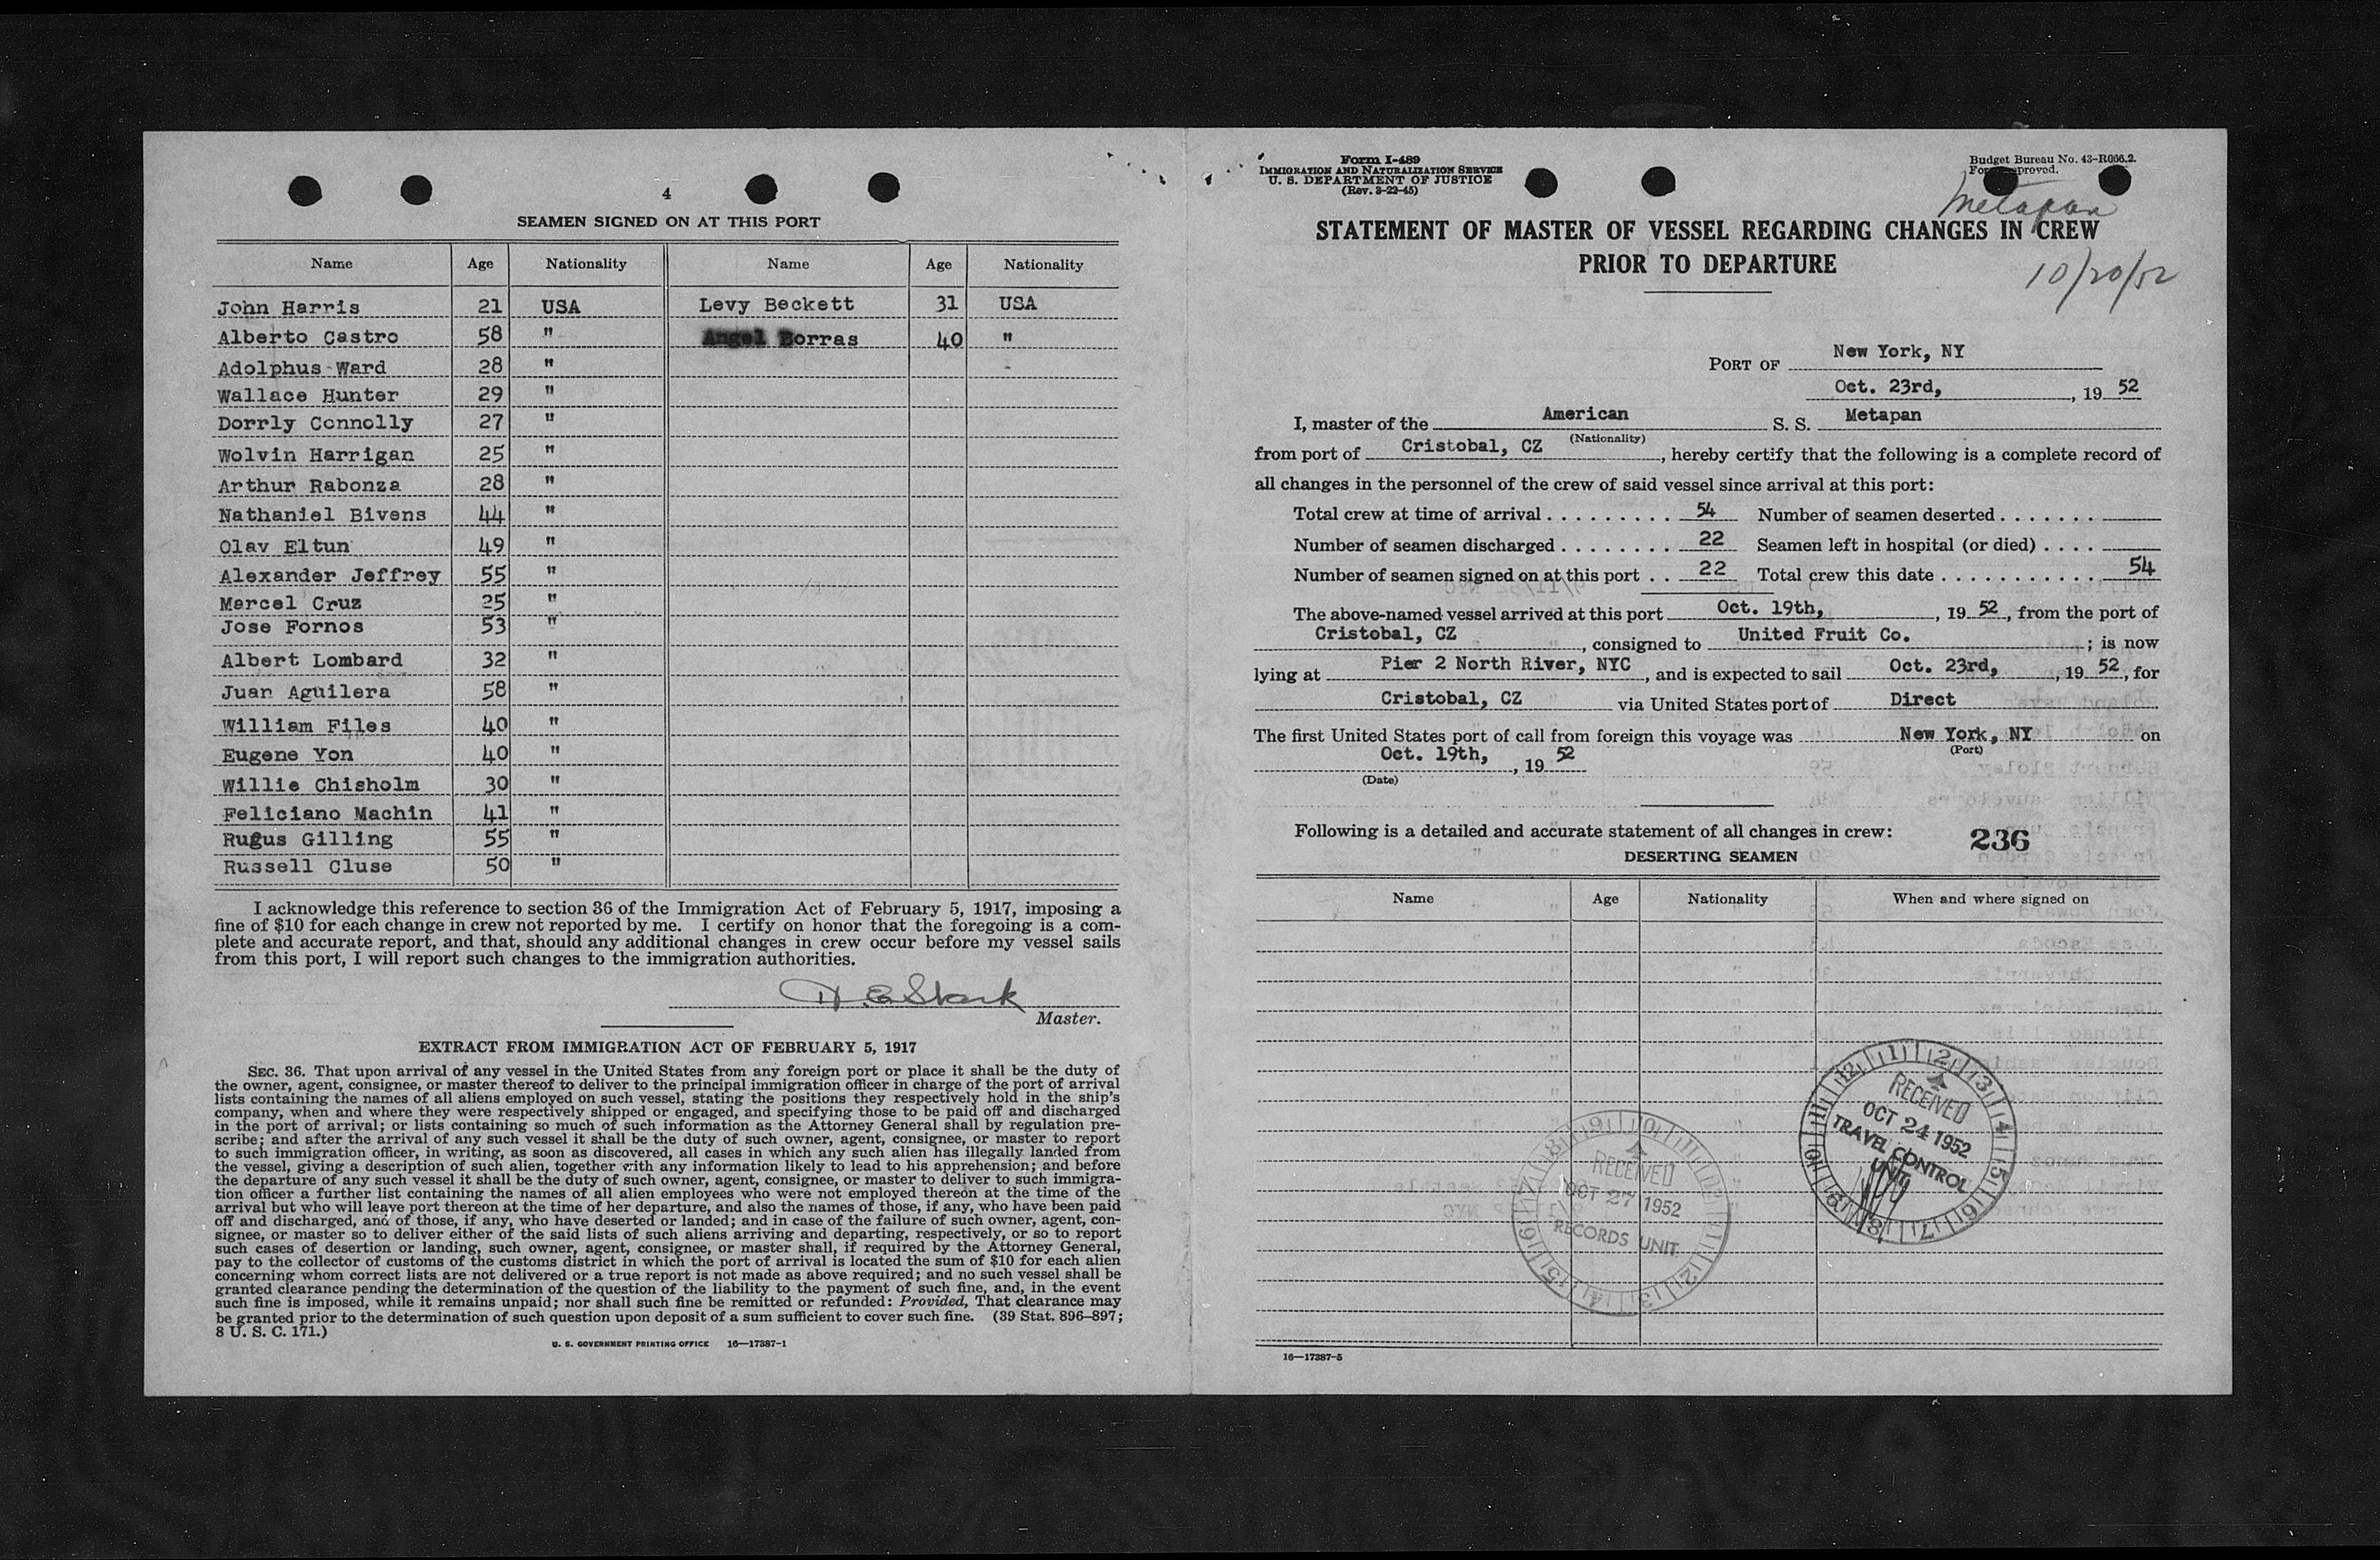 4
SEAMEN SIGNED ON AT THIS PORT
Name Age Nationality Name Age Nationality
John Harris 21 USA Levy Beckett 31 USA
Alberto Castro 58 " Angel Borras 40 "
Adolphus Ward 28 "
Wallace Hunter 29 "
Dorrly Connolly 27 "
Wolvin Harrigan 25 "
Arthur Rabonza 28 "
Nathaniel Bivens 44 "
Olav Eltun 49 "
Alexander Jeffrey 55 "
Marcel Cruz 25 "
Jose Fornos 53 "
Albert Lombard 32 "
Juan Aguilera 58 "
William Files 40 "
Eugene Yon 40 "
Willie Chisholm 30 "
Feliciano Machin 41 "
Rugus Gilling 55 "
Russell Cluse 50 "
I acknowledge this reference to section 36 of the Immigration Act of February 5, 1917, imposing a
fine of $10 for each change in crew not reported by me. I certify on honor that the foregoing is a com-
plete and accurate report, and that, should any additional changes in crew occur before my vessel sails
from this port, I will report such changes to the immigration authorities.
H E Stark
Master.
EXTRACT FROM IMMIGRATION ACT OF FEBRUARY 5, 1917
SEC. 36. That upon arrival of any vessel in the United States from any foreign port or place it shall be the duty of
the owner, agent, consignee, or master thereof to deliver to the principal immigration officer in charge of the port of arrival
lists containing the names of all aliens employed on such vessel, stating the positions they respectively hold in the ship's
company, when and where they were respectively shipped or engaged, and specifying those to be paid off and discharged
in the port of arrival; or lists containing so much of such information as the Attorney General shall by regulation pre-
scribe; and after the arrival of any such vessel it shall be the duty of such owner, agent, consignee, or master to report
to such immigration officer, in writing, as soon as discovered, all cases in which any such alien has illegally landed from
the vessel, giving a description of such alien, together with any information likely to lead to his apprehension; and before
the departure of any such vessel it shall be the duty of such owner, agent, consignee, or master to deliver to such immigra-
tion officer a further list containing the names of all alien employees who were not employed thereon at the time of the
arrival but who will leave port thereon at the time of her departure, and also the names of those, if any, who have been paid
off and discharged, and of those, if any, who have deserted or landed; and in case of the failure of such owner, agent, con-
signee, or master so to deliver either of the said lists of such aliens arriving and departing, respectively, or so to report
such cases of desertion or landing, such owner, agent, consignee, or master shall, if required by the Attorney General,
pay to the collector of customs of the customs district in which the port of arrival is located the sum of $10 for each alien
concerning whom correct lists are not delivered or a true report is not made as above required; and no such vessel shall be
granted clearance pending the determination of the question of the liability to the payment of such fine, and, in the event
such fine is imposed, while it remains unpaid; nor shall such fine be remitted or refunded: Provided, That clearance may
be granted prior to the determination of such question upon deposit of a sum sufficient to cover such fine. (39 Stat. 896–897;
8 U. S. C. 171.)
U. S. GOVERNMENT PRINTING OFFICE 16—17387-1
Form I-489
IMMIGRATION AND NATURALIZATION SERVICE
U. S. DEPARTMENT OF JUSTICE
(Rev. 3-22-45)
Budget Bureau No. 43-R066.2.
Metapan
STATEMENT OF MASTER OF VESSEL REGARDING CHANGES IN CREW
PRIOR TO DEPARTURE
10/20/52
PORT OF New York, NY
Oct. 23rd, , 19 52
I, master of the American S. S. Metapan
(Nationality)
from port of Cristobal, CZ , hereby certify that the following is a complete record of
all changes in the personnel of the crew of said vessel since arrival at this port:
Total crew at time of arrival . . . . . . . . . 54 Number of seamen deserted . . . . . . .
Number of seamen discharged . . . . . . . . 22 Seamen left in hospital (or died) . . . .
Number of seamen signed on at this port . . 22 Total crew this date . . . . . . . . . . . . 54
The above-named vessel arrived at this port Oct. 19th, , 19 52, from the port of
Cristobal, CZ , consigned to United Fruit Co. ; is now
lying at Pier 2 North River, NYC , and is expected to sail Oct. 23rd, , 19 52, for
Cristobal, CZ via United States port of Direct
The first United States port of call from foreign this voyage was New York, NY on
(Port)
Oct. 19th, , 19 52
(Date)
Following is a detailed and accurate statement of all changes in crew:
236
DESERTING SEAMEN
Name Age Nationality When and where signed on
RECEIVED
OCT 24 1952
TRAVEL CONTROL
UNIT
RECEIVED
OCT 27 1952
RECORDS UNIT
16—17387-5